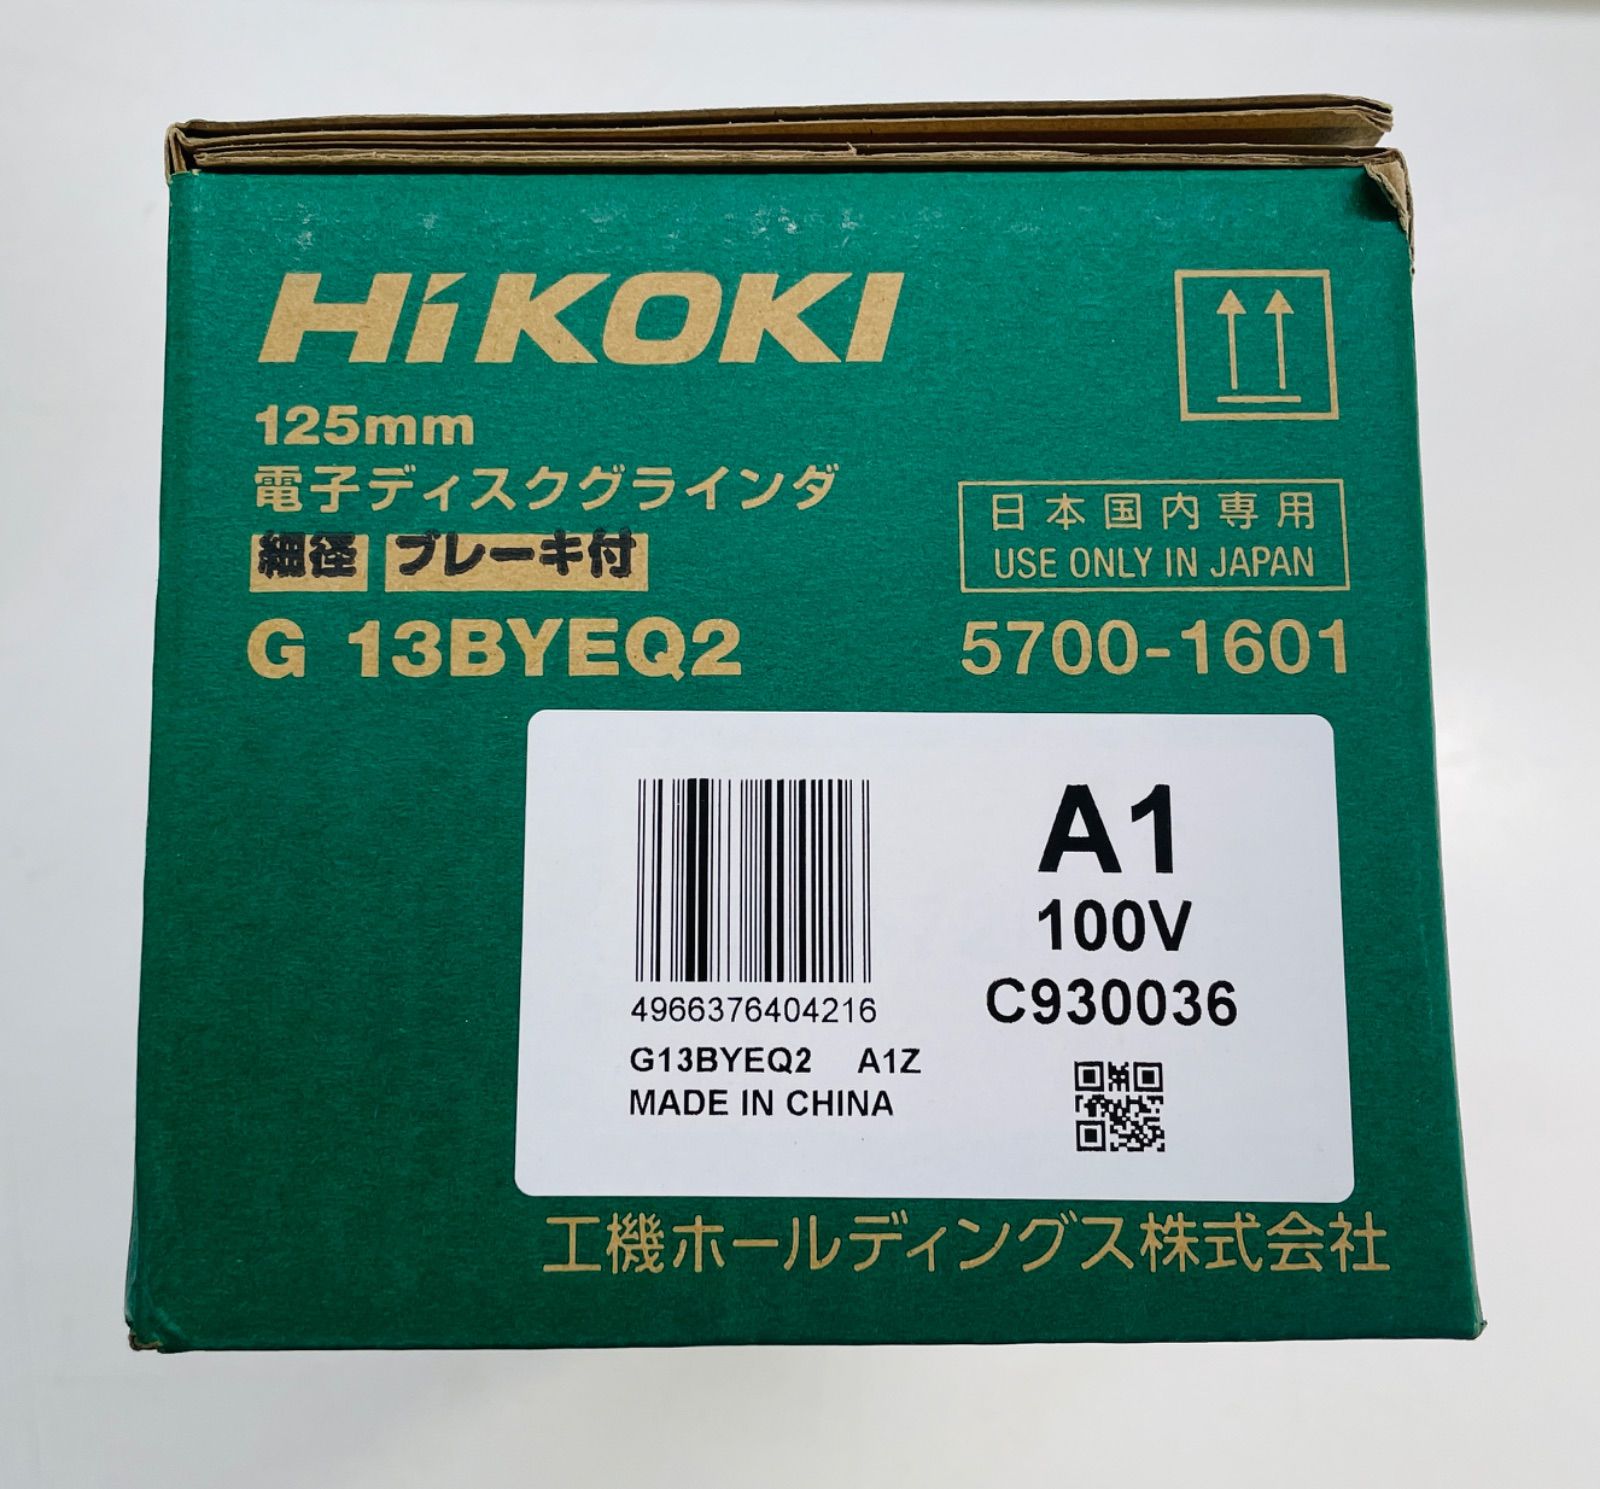 HiKOKI
125mm
電子ディスクグラインダ
細径 ブレーキ付
G 13BYEQ2
日本国内専用
USE ONLY IN JAPAN
5700-1601
4966376404216
G13BYEQ2 A1Z
MADE IN CHINA
A1
100V
C930036
工機ホールディングス株式会社